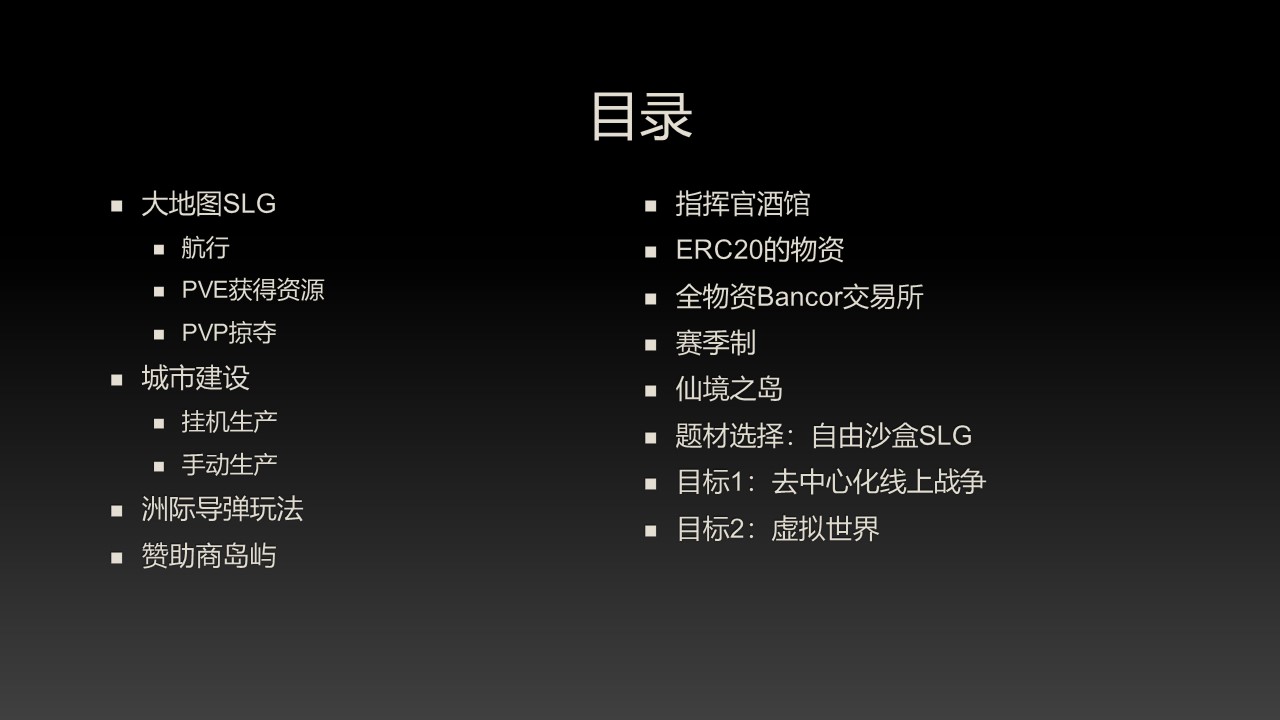 目录
大地图SLG
航行
PVE获得资源
PVP掠夺
城市建设
挂机生产
手动生产
洲际导弹玩法
赞助商岛屿
指挥官酒馆
ERC20的物资
全物资Bancor交易所
赛季制
仙境之岛
题材选择：自由沙盒SLG
目标1：去中心化线上战争
目标2：虚拟世界